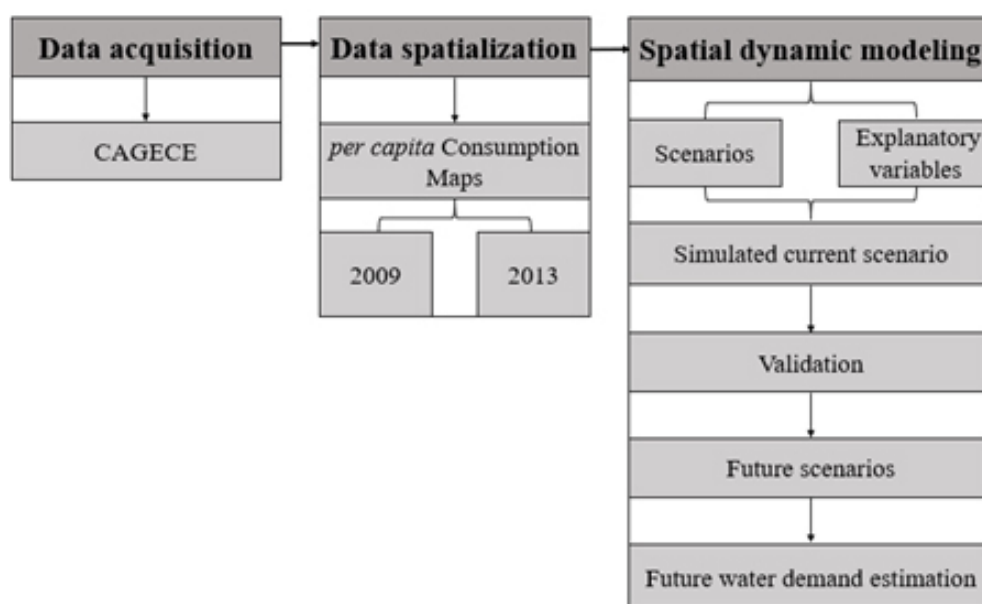 Data acquisition
CAGECE
Data spatialization
per capita Consumption
Maps
2009
2013
Spatial dynamic modeling
Scenarios
Explanatory
variables
Simulated current scenario
Validation
Future scenarios
Future water demand estimation